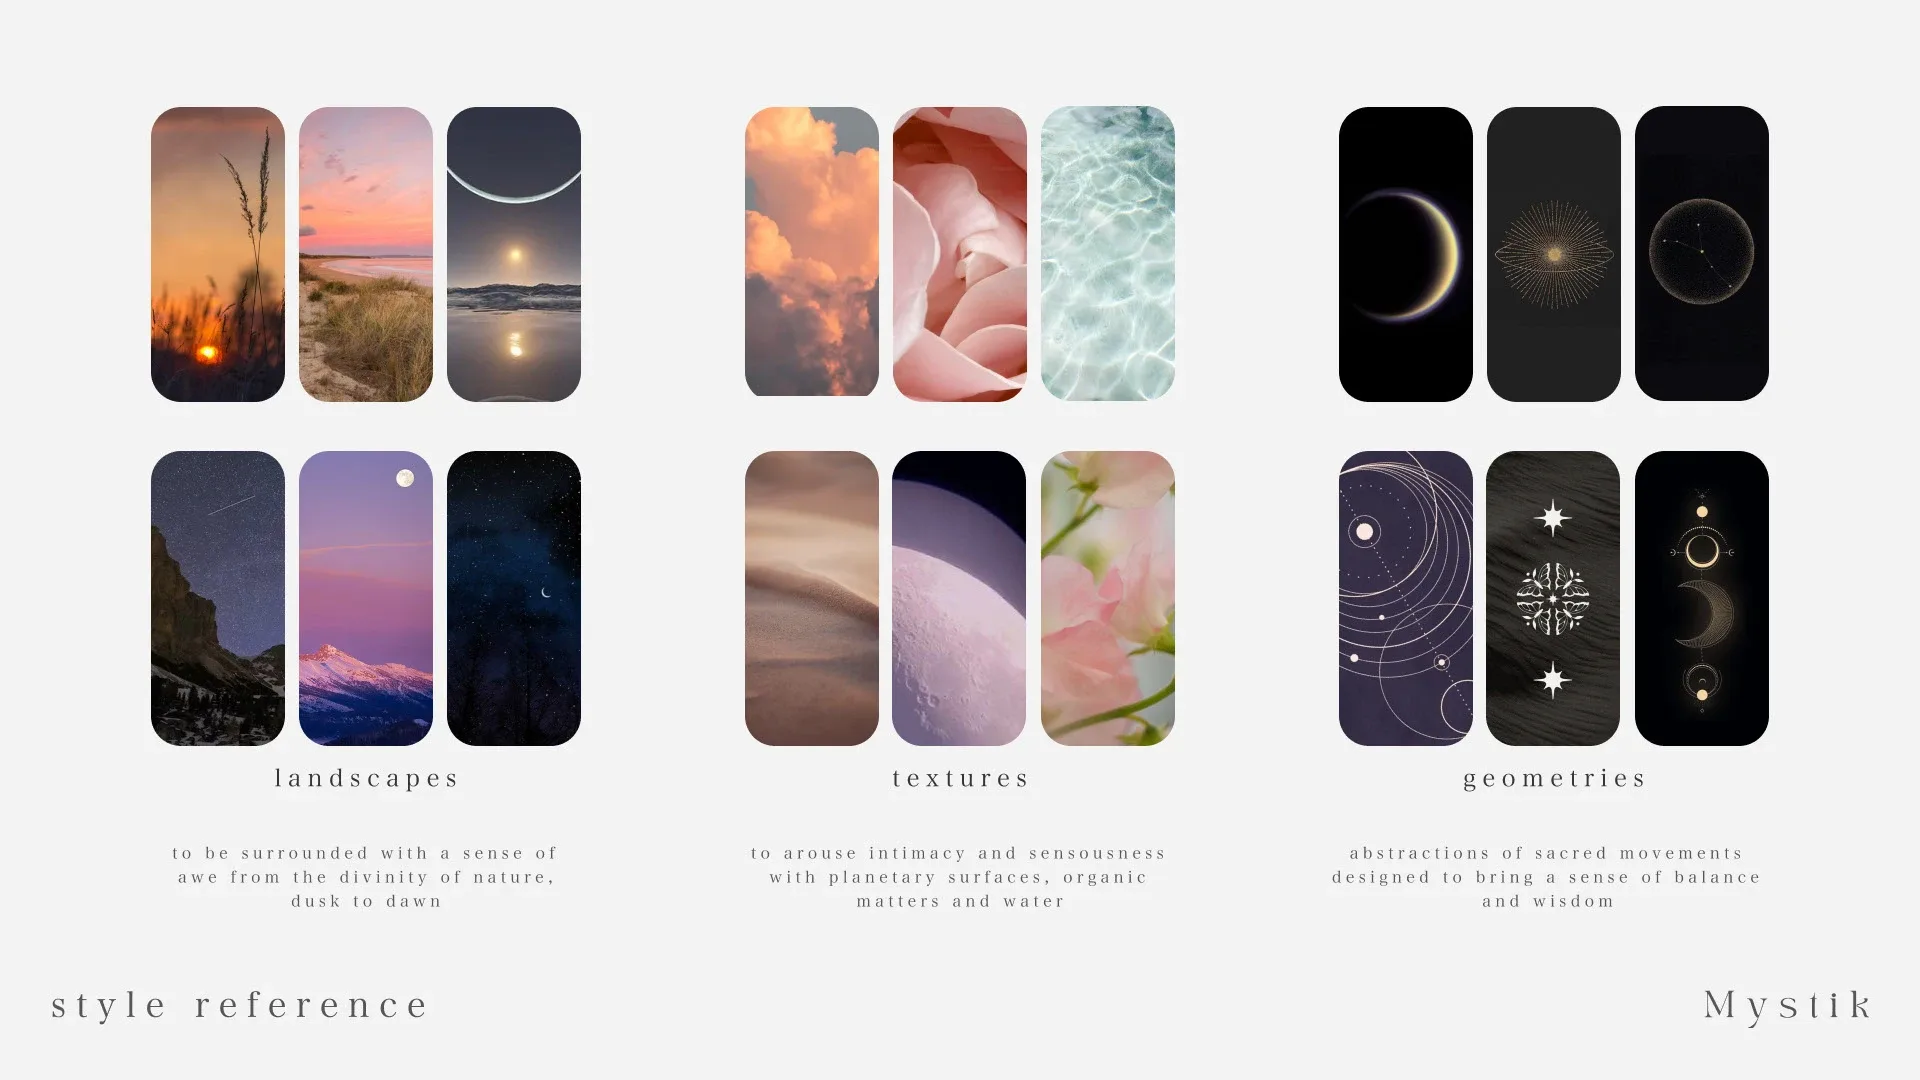 landscapes
to be surrounded with a sense of
awe from the divinity of nature,
dusk to dawn
textures
to arouse intimacy and sensousness
with planetary surfaces, organic
matters and water
geometries
abstractions of sacred movements
designed to bring a sense of balance
and wisdom
style reference
Mystik